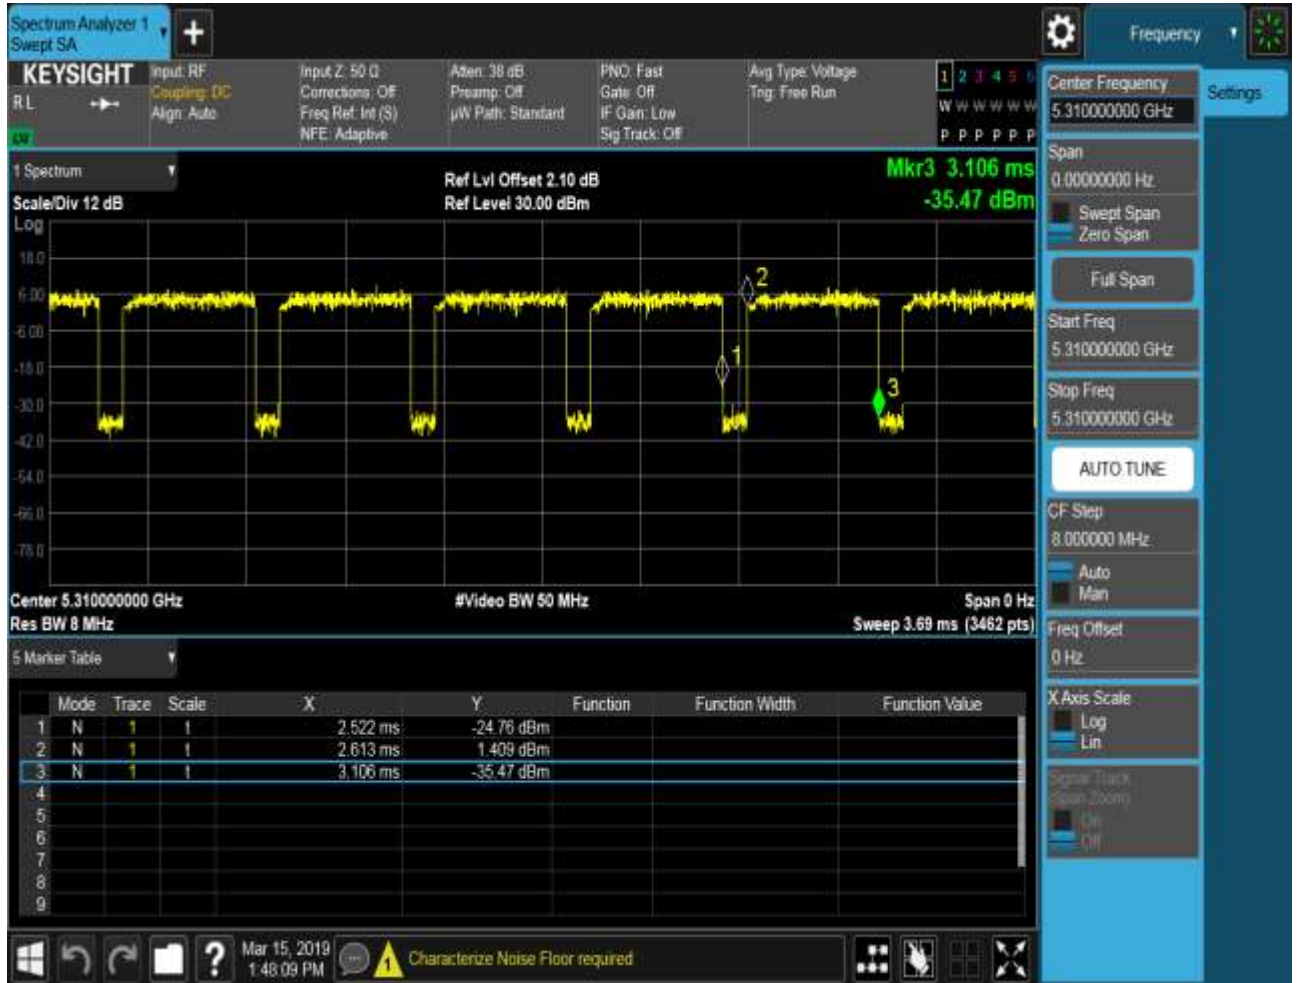 Spectrum Analyzer 1
Swept SA
+
Frequency
KEYSIGHT
R L
Input: RF
Coupling: DC
Align: Auto
Input Z: 50 Ω
Corrections: Off
Freq Ref: Int (S)
NFE: Adaptive
Atten: 38 dB
Preamp: Off
µW Path: Standard
PNO: Fast
Gate: Off
IF Gain: Low
Sig Track: Off
Avg Type: Voltage
Trig: Free Run
1 2 3 4 5 6
W W W W W W
P P P P P P
1 Spectrum
Scale/Div 12 dB
Ref Lvl Offset 2.10 dB
Ref Level 30.00 dBm
Mkr3 3.106 ms
-35.47 dBm
Log
18.0
6.00
-6.00
-18.0
-30.0
-42.0
-54.0
-66.0
-78.0
2
1
3
Center 5.310000000 GHz
Res BW 8 MHz
#Video BW 50 MHz
Span 0 Hz
Sweep 3.69 ms (3462 pts)
5 Marker Table
Mode Trace Scale X Y Function Function Width Function Value
1 N 1 t 2.522 ms -24.76 dBm
2 N 1 t 2.613 ms 1.409 dBm
3 N 1 t 3.106 ms -35.47 dBm
4
5
6
7
8
9
Mar 15, 2019
1:48:09 PM
?
1
Characterize Noise Floor required
Center Frequency
5.310000000 GHz
Settings
Span
0.00000000 Hz
Swept Span
Zero Span
Full Span
Start Freq
5.310000000 GHz
Stop Freq
5.310000000 GHz
AUTO TUNE
CF Step
8.000000 MHz
Auto
Man
Freq Offset
0 Hz
X Axis Scale
Log
Lin
Signal Track
(Span Zoom)
On
Off